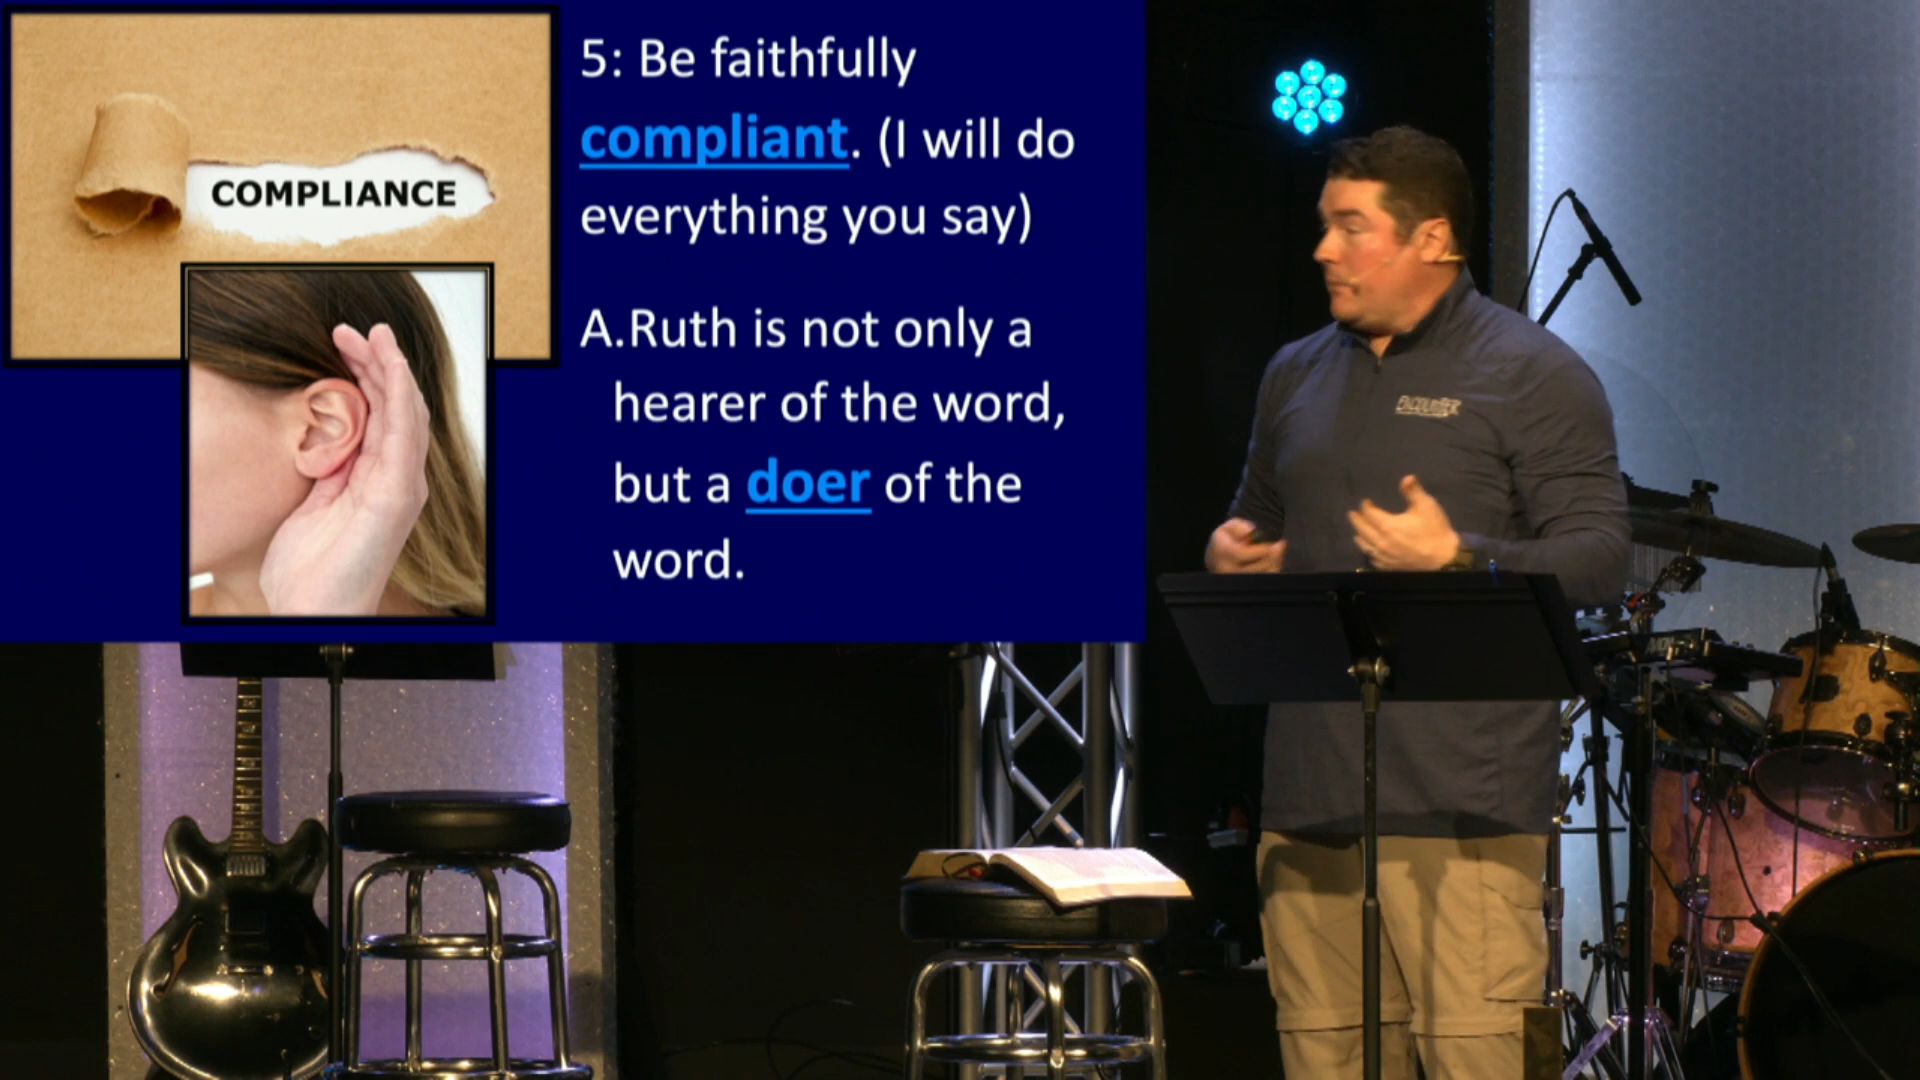 COMPLIANCE
5: Be faithfully
compliant. (I will do
everything you say)
A.Ruth is not only a
hearer of the word,
but a doer of the
word.
ENCOUNTER